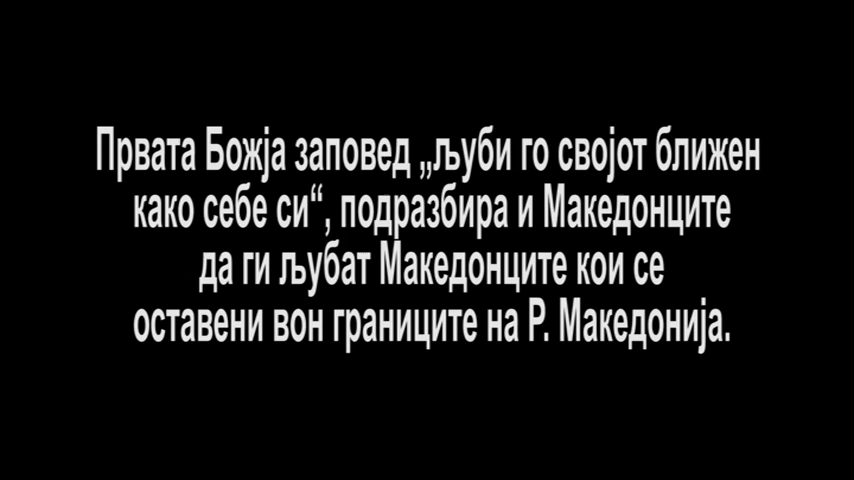 Првата Божја заповед „љуби го својот ближен
како себе си“, подразбира и Македонците
да ги љубат Македонците кои се
оставени вон границите на Р. Македонија.